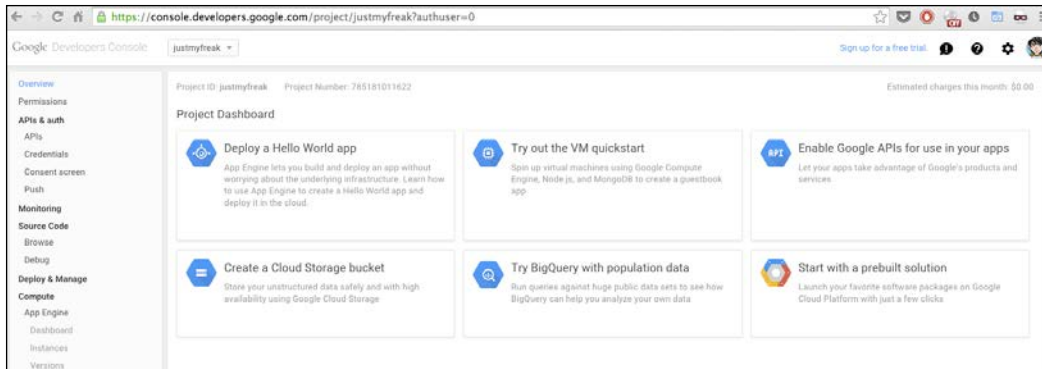 https://console.developers.google.com/project/justmyfreak?authuser=0
Google Developers Console
justmyfreak
Sign up for a free trial
Overview
Permissions
APIs & auth
APIs
Credentials
Consent screen
Push
Monitoring
Source Code
Browse
Debug
Deploy & Manage
Compute
App Engine
Dashboard
Instances
Versions
Project ID: justmyfreak Project Number: 765181011622
Estimated charges this month: $0.00
Project Dashboard
Deploy a Hello World app
App Engine lets you build and deploy an app without
worrying about the underlying infrastructure. Learn how
to use App Engine to create a Hello World app and
deploy it in the cloud.
Try out the VM quickstart
Spin up virtual machines using Google Compute
Engine, Node.js, and MongoDB to create a guestbook
app
API
Enable Google APIs for use in your apps
Let your apps take advantage of Google's products and
services
Create a Cloud Storage bucket
Store your unstructured data safely and with high
availability using Google Cloud Storage
Try BigQuery with population data
Run queries against huge public data sets to see how
BigQuery can help you analyze your own data
Start with a prebuilt solution
Launch your favorite software packages on Google
Cloud Platform with just a few clicks